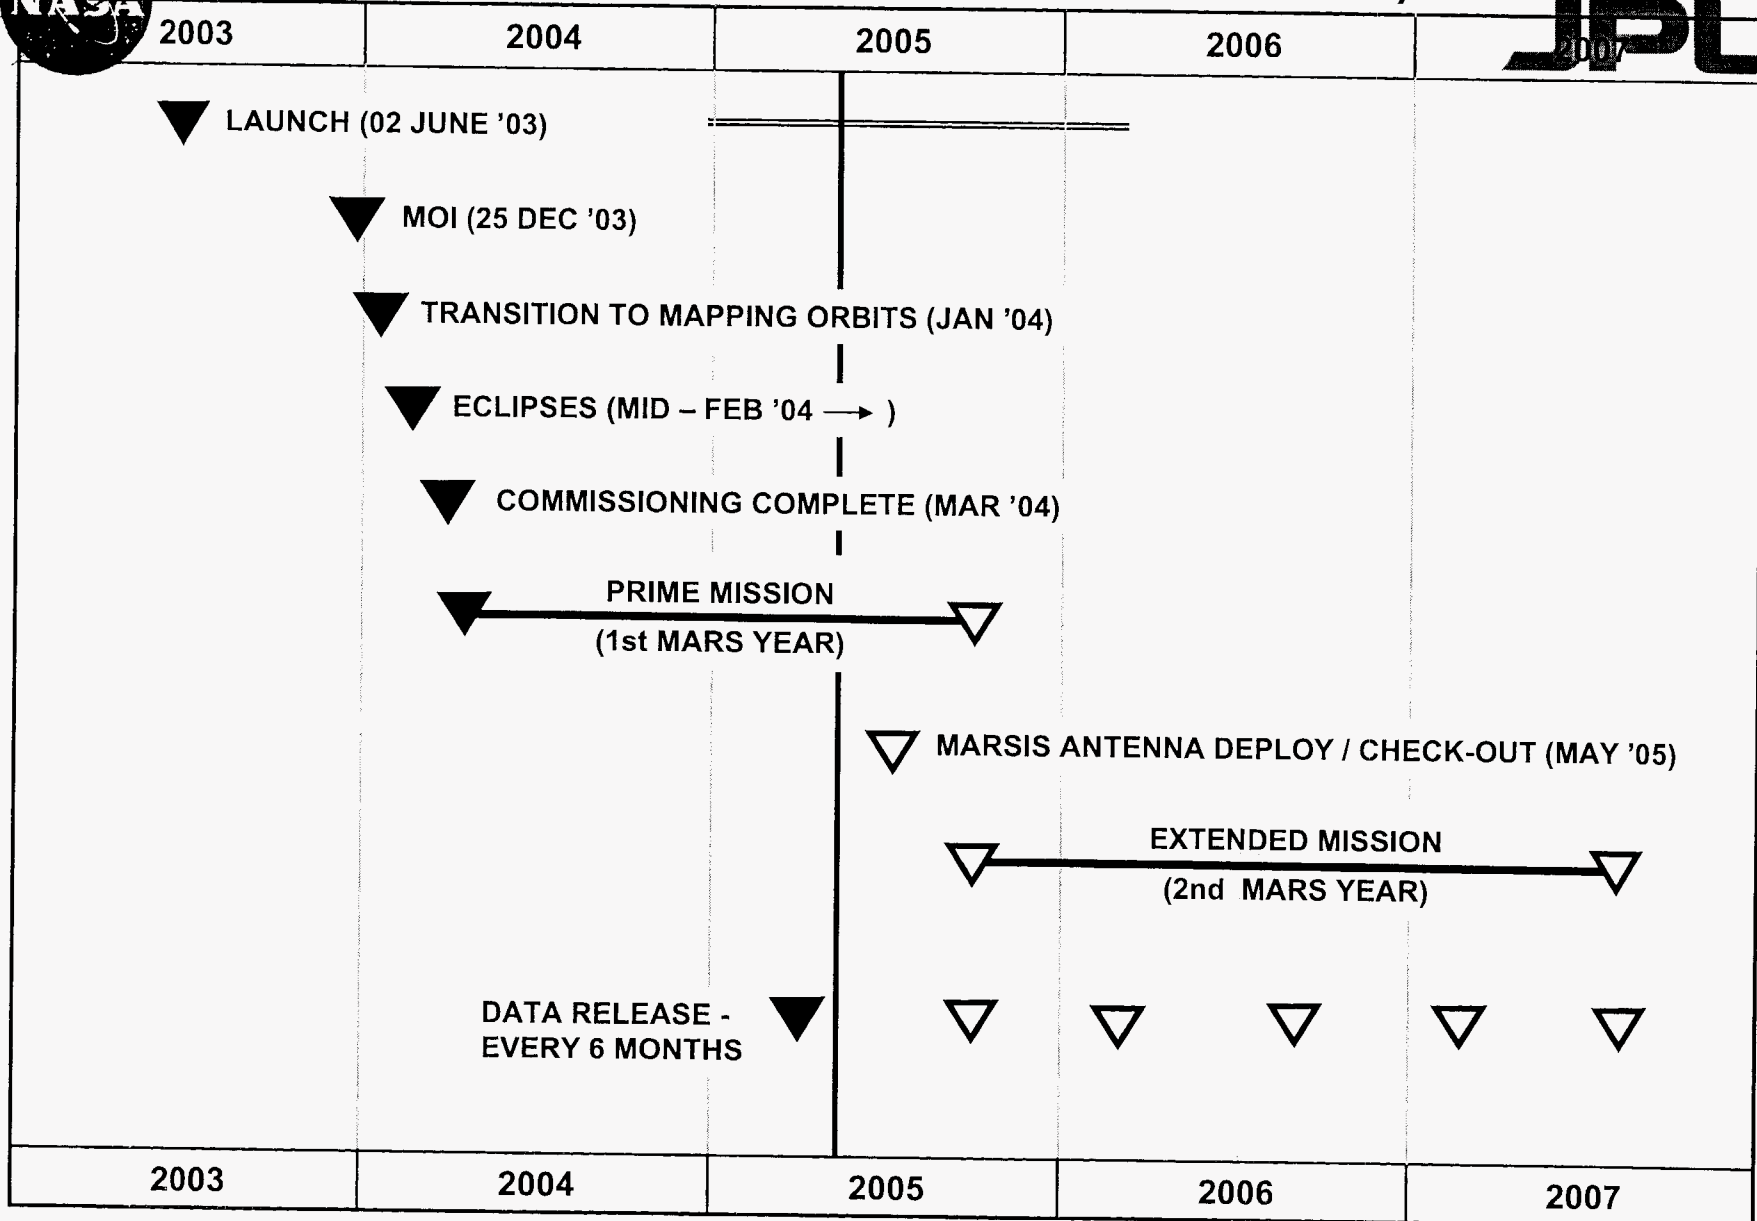 NASA
JPL
2003 2004 2005 2006 2007
LAUNCH (02 JUNE '03)
MOI (25 DEC '03)
TRANSITION TO MAPPING ORBITS (JAN '04)
ECLIPSES (MID – FEB '04 → )
COMMISSIONING COMPLETE (MAR '04)
PRIME MISSION
(1st MARS YEAR)
MARSIS ANTENNA DEPLOY / CHECK-OUT (MAY '05)
EXTENDED MISSION
(2nd MARS YEAR)
DATA RELEASE -
EVERY 6 MONTHS
2003 2004 2005 2006 2007